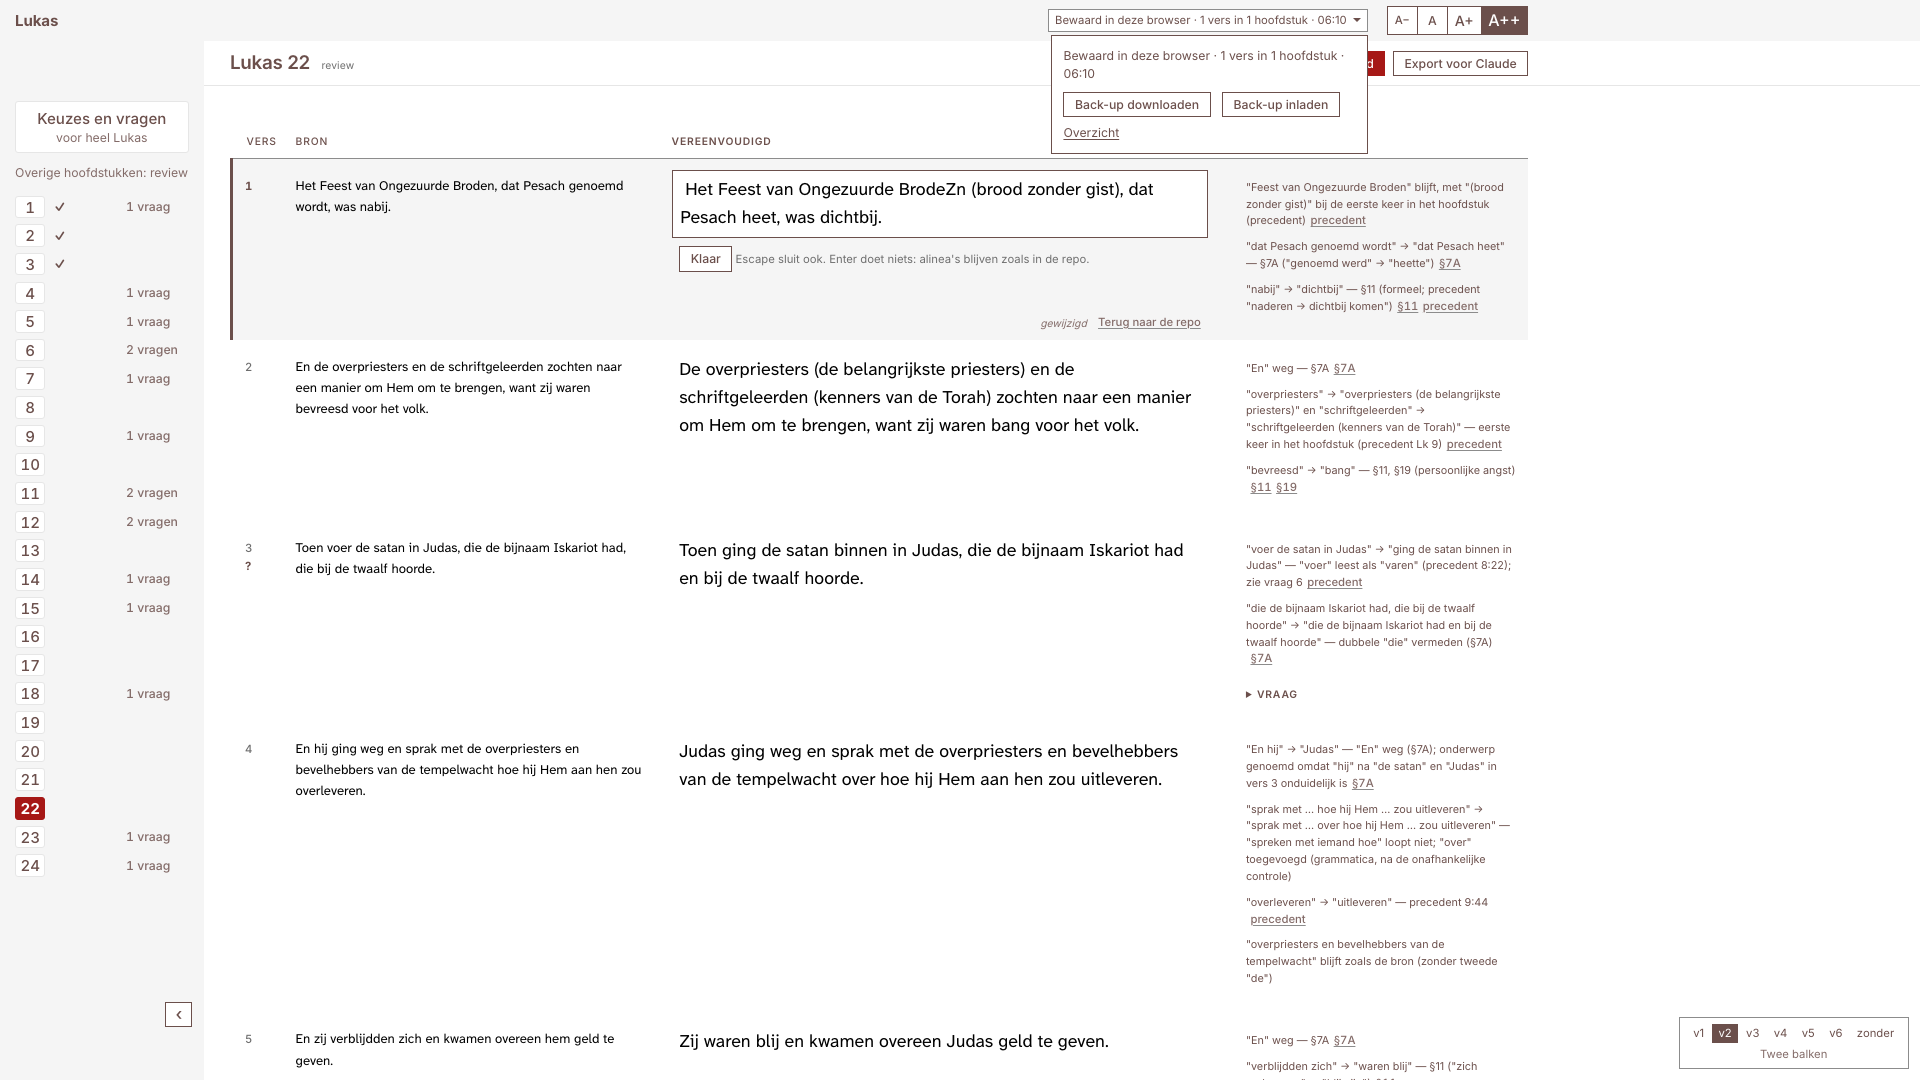 Lukas
Bewaard in deze browser · 1 vers in 1 hoofdstuk · 06:10
A−
A
A+
A++
Lukas 22 review
d
Export voor Claude
Bewaard in deze browser · 1 vers in 1 hoofdstuk ·
06:10
Back-up downloaden
Back-up inladen
Overzicht
Keuzes en vragen
voor heel Lukas
Overige hoofdstukken: review
1 ✓ 1 vraag
2 ✓
3 ✓
4 1 vraag
5 1 vraag
6 2 vragen
7 1 vraag
8
9 1 vraag
10
11 2 vragen
12 2 vragen
13
14 1 vraag
15 1 vraag
16
17
18 1 vraag
19
20
21
22
23 1 vraag
24 1 vraag
‹
VERS BRON VEREENVOUDIGD
1
Het Feest van Ongezuurde Broden, dat Pesach genoemd
wordt, was nabij.
Het Feest van Ongezuurde BrodeZn (brood zonder gist), dat
Pesach heet, was dichtbij.
Klaar Escape sluit ook. Enter doet niets: alinea's blijven zoals in de repo.
gewijzigd Terug naar de repo
"Feest van Ongezuurde Broden" blijft, met "(brood
zonder gist)" bij de eerste keer in het hoofdstuk
(precedent) precedent
"dat Pesach genoemd wordt" → "dat Pesach heet"
— §7A ("genoemd werd" → "heette") §7A
"nabij" → "dichtbij" — §11 (formeel; precedent
"naderen → dichtbij komen") §11 precedent
2
En de overpriesters en de schriftgeleerden zochten naar
een manier om Hem om te brengen, want zij waren
bevreesd voor het volk.
De overpriesters (de belangrijkste priesters) en de
schriftgeleerden (kenners van de Torah) zochten naar een manier
om Hem om te brengen, want zij waren bang voor het volk.
"En" weg — §7A §7A
"overpriesters" → "overpriesters (de belangrijkste
priesters)" en "schriftgeleerden" →
"schriftgeleerden (kenners van de Torah)" — eerste
keer in het hoofdstuk (precedent Lk 9) precedent
"bevreesd" → "bang" — §11, §19 (persoonlijke angst)
§11 §19
3
?
Toen voer de satan in Judas, die de bijnaam Iskariot had,
die bij de twaalf hoorde.
Toen ging de satan binnen in Judas, die de bijnaam Iskariot had
en bij de twaalf hoorde.
"voer de satan in Judas" → "ging de satan binnen in
Judas" — "voer" leest als "varen" (precedent 8:22);
zie vraag 6 precedent
"die de bijnaam Iskariot had, die bij de twaalf
hoorde" → "die de bijnaam Iskariot had en bij de
twaalf hoorde" — dubbele "die" vermeden (§7A)
§7A
▶ VRAAG
4
En hij ging weg en sprak met de overpriesters en
bevelhebbers van de tempelwacht hoe hij Hem aan hen zou
overleveren.
Judas ging weg en sprak met de overpriesters en bevelhebbers
van de tempelwacht over hoe hij Hem aan hen zou uitleveren.
"En hij" → "Judas" — "En" weg (§7A); onderwerp
genoemd omdat "hij" na "de satan" en "Judas" in
vers 3 onduidelijk is §7A
"sprak met ... hoe hij Hem ... zou uitleveren" →
"sprak met ... over hoe hij Hem ... zou uitleveren" —
"spreken met iemand hoe" loopt niet; "over"
toegevoegd (grammatica, na de onafhankelijke
controle)
"overleveren" → "uitleveren" — precedent 9:44
precedent
"overpriesters en bevelhebbers van de
tempelwacht" blijft zoals de bron (zonder tweede
"de")
5
En zij verblijdden zich en kwamen overeen hem geld te
geven.
Zij waren blij en kwamen overeen Judas geld te geven.
"En" weg — §7A §7A
"verblijdden zich" → "waren blij" — §11 ("zich
v1 v2 v3 v4 v5 v6 zonder
Twee balken